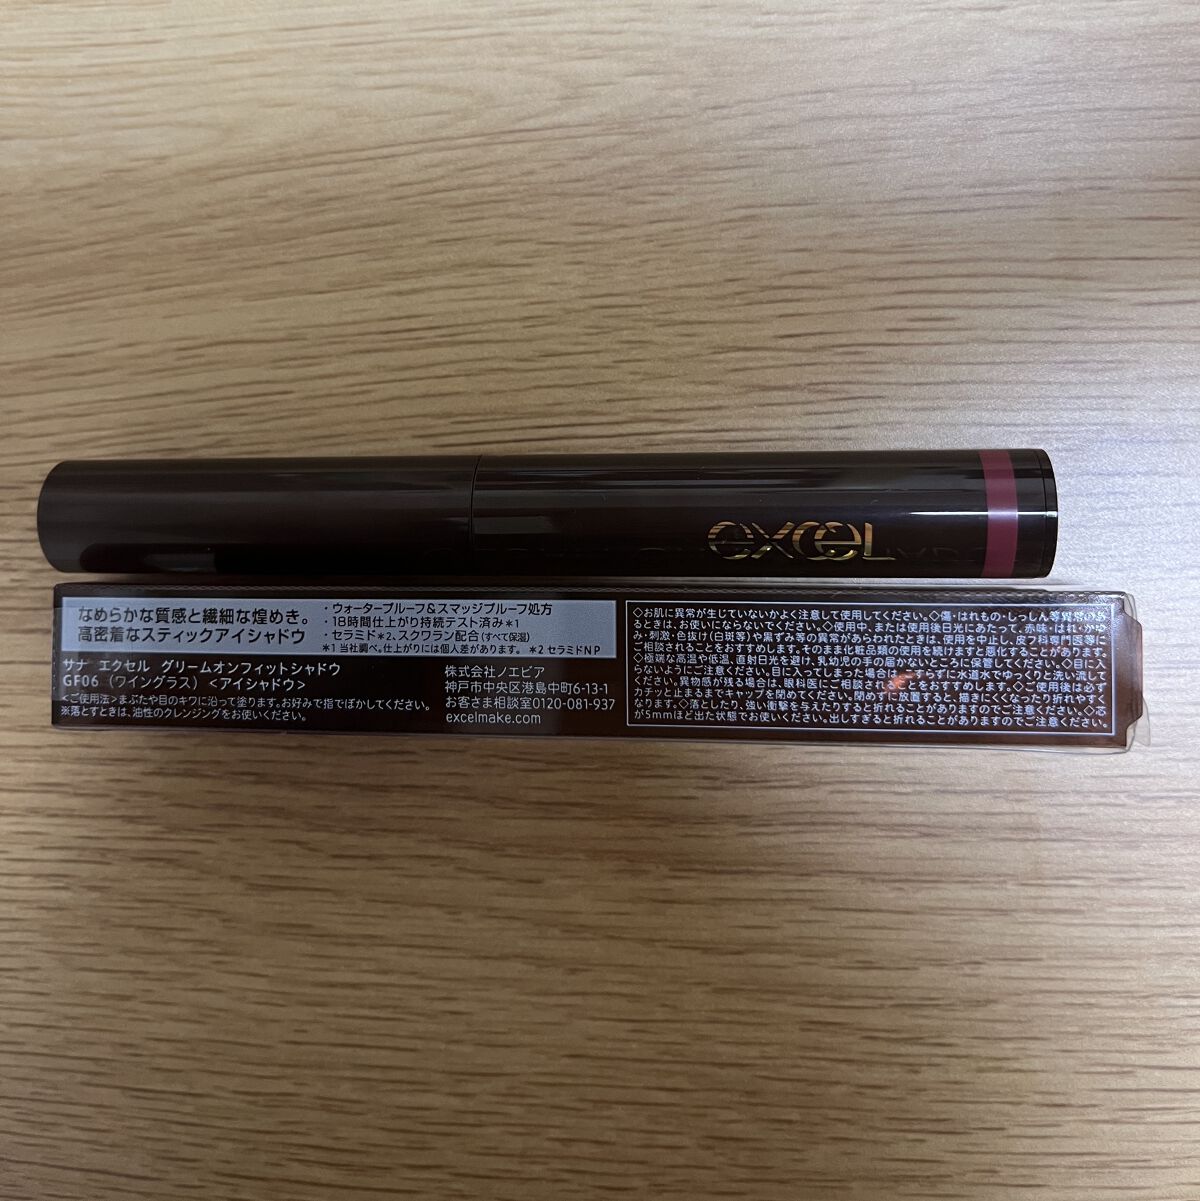 excel
なめらかな質感と繊細な煌めき。
高密着なスティックアイシャドウ
・ウォータープルーフ&スマッジプルーフ処方
・18時間仕上がり持続テスト済み*1
・セラミド*2、スクワラン配合(すべて保湿)
*1 当社調べ。仕上がりには個人差があります。 *2 セラミドNP
サナ エクセル グリームオンフィットシャドウ
GF06(ワイングラス)<アイシャドウ>
<ご使用法>まぶたや目のキワに沿って塗ります。お好みで指でぼかしてください。
※落とすときは、油性のクレンジングをお使いください。
株式会社ノエビア
神戸市中央区港島中町6-13-1
お客さま相談室0120-081-937
excelmake.com
◇お肌に異常が生じていないかよく注意して使用してください。◇傷・はれもの・しっしん等異常のあ
るときは、お使いにならないでください。◇使用中、または使用後日光にあたって、赤味・はれ・かゆ
み・刺激・色抜け(白斑等)や黒ずみ等の異常があらわれたときは、使用を中止し、皮フ科専門医等に
ご相談されることをおすすめします。そのまま化粧品類の使用を続けますと悪化することがあります。
◇極端な高温や低温、直射日光を避け、乳幼児の手の届かないところに保管してください。◇目に入
らないようにご注意ください。目に入ってしまった場合は、こすらずに水道水でゆっくりと洗い流して
ください。異物感が残る場合は、眼科医にご相談されることをおすすめします。◇ご使用後は必ず
カチッと止まるまでキャップを閉めてください。閉めずに放置すると、描きにくくなったり折れやすく
なります。◇落としたり、強い衝撃を与えたりすると折れることがありますのでご注意ください。◇芯
が5mmほど出た状態でお使いください。出しすぎると折れることがありますのでご注意ください。